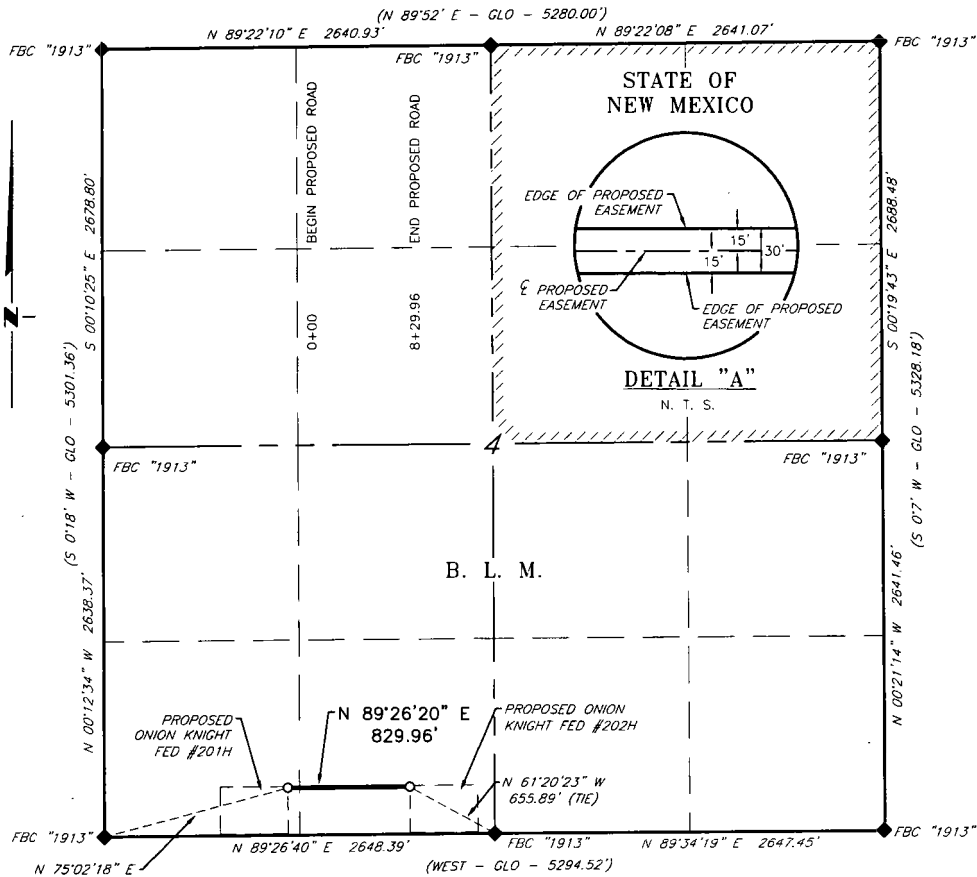 (N 89°52' E - GLO - 5280.00')
N 89°22'10" E 2640.93'
N 89°22'08" E 2641.07'
FBC "1913"
FBC "1913"
FBC "1913"
STATE OF
NEW MEXICO
BEGIN PROPOSED ROAD
END PROPOSED ROAD
0+00
8+29.96
EDGE OF PROPOSED
EASEMENT
15'
15'
30'
℄ PROPOSED
EASEMENT
EDGE OF PROPOSED
EASEMENT
DETAIL "A"
N. T. S.
S 00°10'25" E 2678.80'
(S 0°18' W - GLO - 5301.36')
S 00°19'43" E 2688.48'
(S 0°7' W - GLO - 5328.18')
N
FBC "1913"
4
FBC "1913"
B. L. M.
N 00°12'34" W 2638.37'
N 00°21'14" W 2641.46'
PROPOSED
ONION KNIGHT
FED #201H
N 89°26'20" E
829.96'
PROPOSED ONION
KNIGHT FED #202H
N 61°20'23" W
655.89' (TIE)
FBC "1913"
N 89°26'40" E 2648.39'
FBC "1913"
N 89°34'19" E 2647.45'
FBC "1913"
N 75°02'18" E
(WEST - GLO - 5294.52')